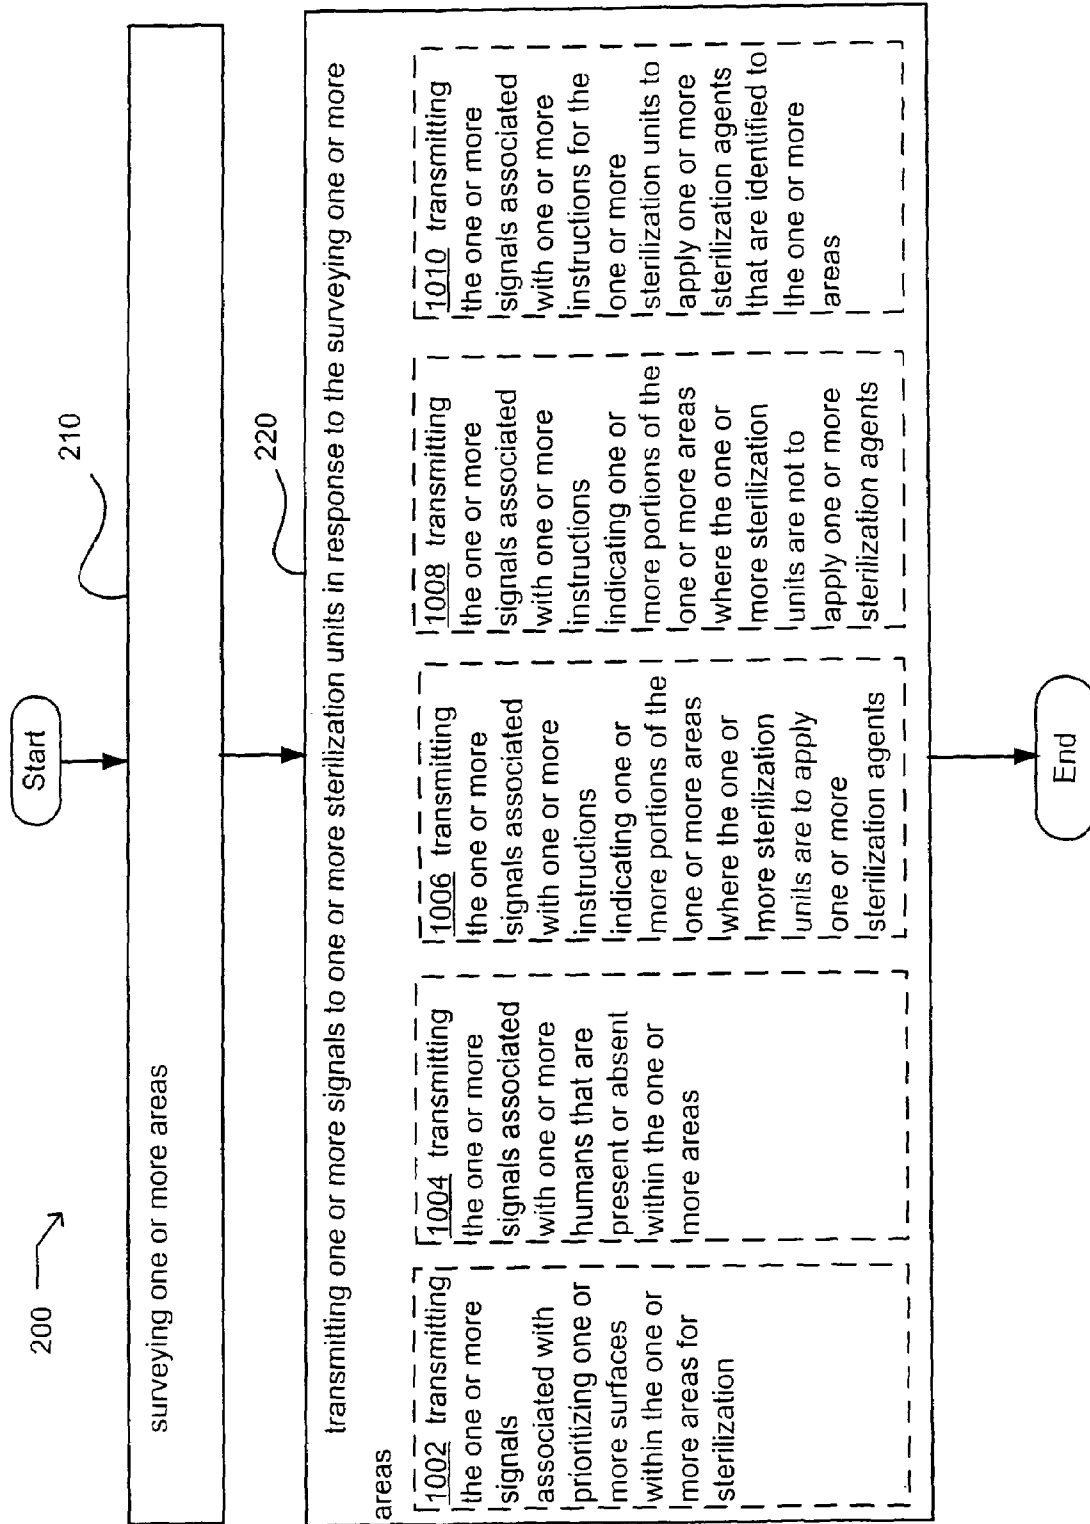 200
Start
210
surveying one or more areas
220
transmitting one or more signals to one or more sterilization units in response to the surveying one or more
areas
1002 transmitting
the one or more
signals
associated with
prioritizing one or
more surfaces
within the one or
more areas for
sterilization
1004 transmitting
the one or more
signals associated
with one or more
humans that are
present or absent
within the one or
more areas
1006 transmitting
the one or more
signals associated
with one or more
instructions
indicating one or
more portions of the
one or more areas
where the one or
more sterilization
units are to apply
one or more
sterilization agents
1008 transmitting
the one or more
signals associated
with one or more
instructions
indicating one or
more portions of the
one or more areas
where the one or
more sterilization
units are not to
apply one or more
sterilization agents
1010 transmitting
the one or more
signals associated
with one or more
instructions for the
one or more
sterilization units to
apply one or more
sterilization agents
that are identified to
the one or more
areas
End